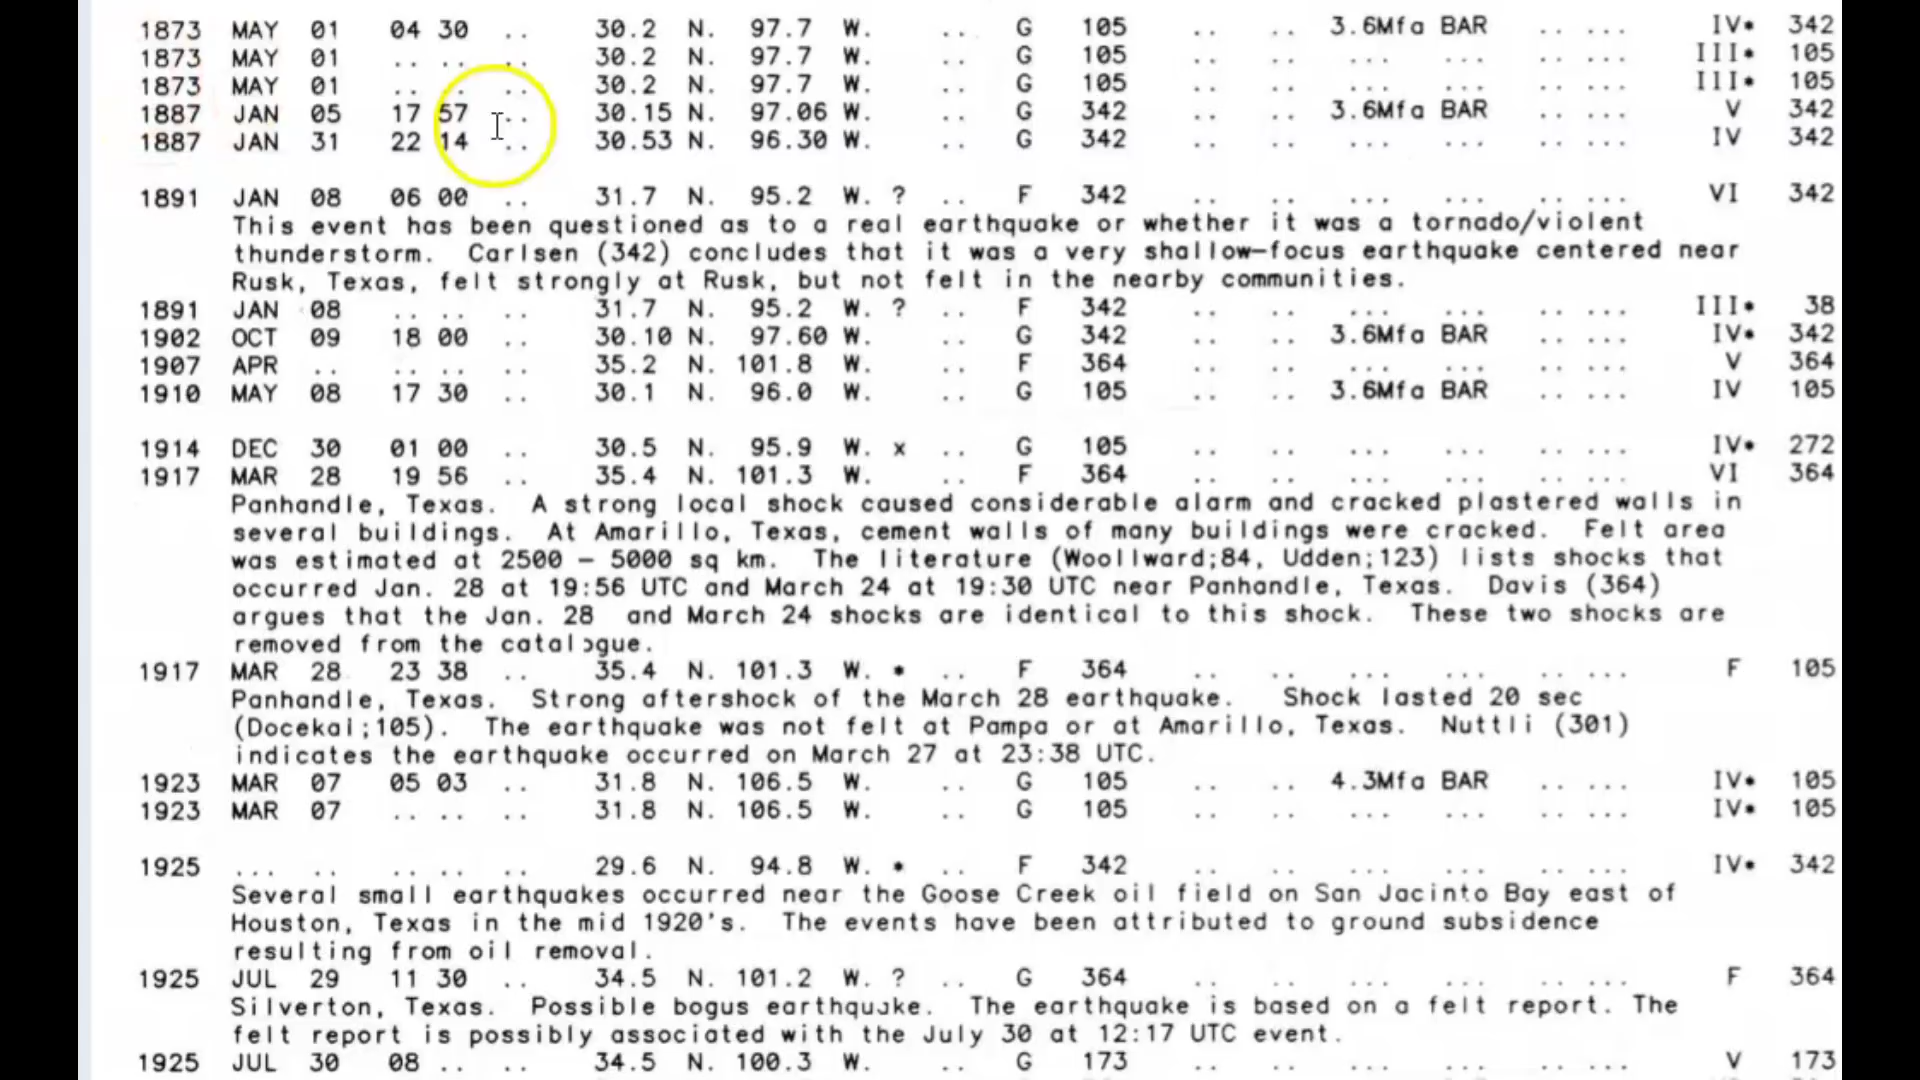 1873 MAY 01 04 30 .. 30.2 N. 97.7 W. .. G 105 .. .. 3.6Mfa BAR .. ... IV* 342
1873 MAY 01 .. .. .. 30.2 N. 97.7 W. .. G 105 .. .. ... ... .. ... III* 105
1873 MAY 01 .. .. .. 30.2 N. 97.7 W. .. G 105 .. .. ... ... .. ... III* 105
1887 JAN 05 17 57 .. 30.15 N. 97.06 W. .. G 342 .. .. 3.6Mfa BAR .. ... V 342
1887 JAN 31 22 14 .. 30.53 N. 96.30 W. .. G 342 .. .. ... ... .. ... IV 342
1891 JAN 08 06 00 .. 31.7 N. 95.2 W. ? .. F 342 .. .. ... ... .. ... VI 342
This event has been questioned as to a real earthquake or whether it was a tornado/violent
thunderstorm. Carlsen (342) concludes that it was a very shallow-focus earthquake centered near
Rusk, Texas, felt strongly at Rusk, but not felt in the nearby communities.
1891 JAN 08 .. .. .. 31.7 N. 95.2 W. ? .. F 342 .. .. ... ... .. ... III* 38
1902 OCT 09 18 00 .. 30.10 N. 97.60 W. .. G 342 .. .. 3.6Mfa BAR .. ... IV* 342
1907 APR .. .. .. .. 35.2 N. 101.8 W. .. F 364 .. .. ... ... .. ... V 364
1910 MAY 08 17 30 .. 30.1 N. 96.0 W. .. G 105 .. .. 3.6Mfa BAR .. ... IV 105
1914 DEC 30 01 00 .. 30.5 N. 95.9 W. x .. G 105 .. .. ... ... .. ... IV* 272
1917 MAR 28 19 56 .. 35.4 N. 101.3 W. .. F 364 .. .. ... ... .. ... VI 364
Panhandle, Texas. A strong local shock caused considerable alarm and cracked plastered walls in
several buildings. At Amarillo, Texas, cement walls of many buildings were cracked. Felt area
was estimated at 2500 - 5000 sq km. The literature (Woollward;84, Udden;123) lists shocks that
occurred Jan. 28 at 19:56 UTC and March 24 at 19:30 UTC near Panhandle, Texas. Davis (364)
argues that the Jan. 28 and March 24 shocks are identical to this shock. These two shocks are
removed from the catalogue.
1917 MAR 28 23 38 .. 35.4 N. 101.3 W. * .. F 364 .. .. ... ... .. ... F 105
Panhandle, Texas. Strong aftershock of the March 28 earthquake. Shock lasted 20 sec
(Docekal;105). The earthquake was not felt at Pampa or at Amarillo, Texas. Nuttli (301)
indicates the earthquake occurred on March 27 at 23:38 UTC.
1923 MAR 07 05 03 .. 31.8 N. 106.5 W. .. G 105 .. .. 4.3Mfa BAR .. ... IV* 105
1923 MAR 07 .. .. .. 31.8 N. 106.5 W. .. G 105 .. .. ... ... .. ... IV* 105
1925 ... .. .. .. .. 29.6 N. 94.8 W. * .. F 342 .. .. ... ... .. ... IV* 342
Several small earthquakes occurred near the Goose Creek oil field on San Jacinto Bay east of
Houston, Texas in the mid 1920's. The events have been attributed to ground subsidence
resulting from oil removal.
1925 JUL 29 11 30 .. 34.5 N. 101.2 W. ? .. G 364 .. .. ... ... .. ... F 364
Silverton, Texas. Possible bogus earthquake. The earthquake is based on a felt report. The
felt report is possibly associated with the July 30 at 12:17 UTC event.
1925 JUL 30 08 .. .. 34.5 N. 100.3 W. .. G 173 .. .. ... ... .. ... V 173